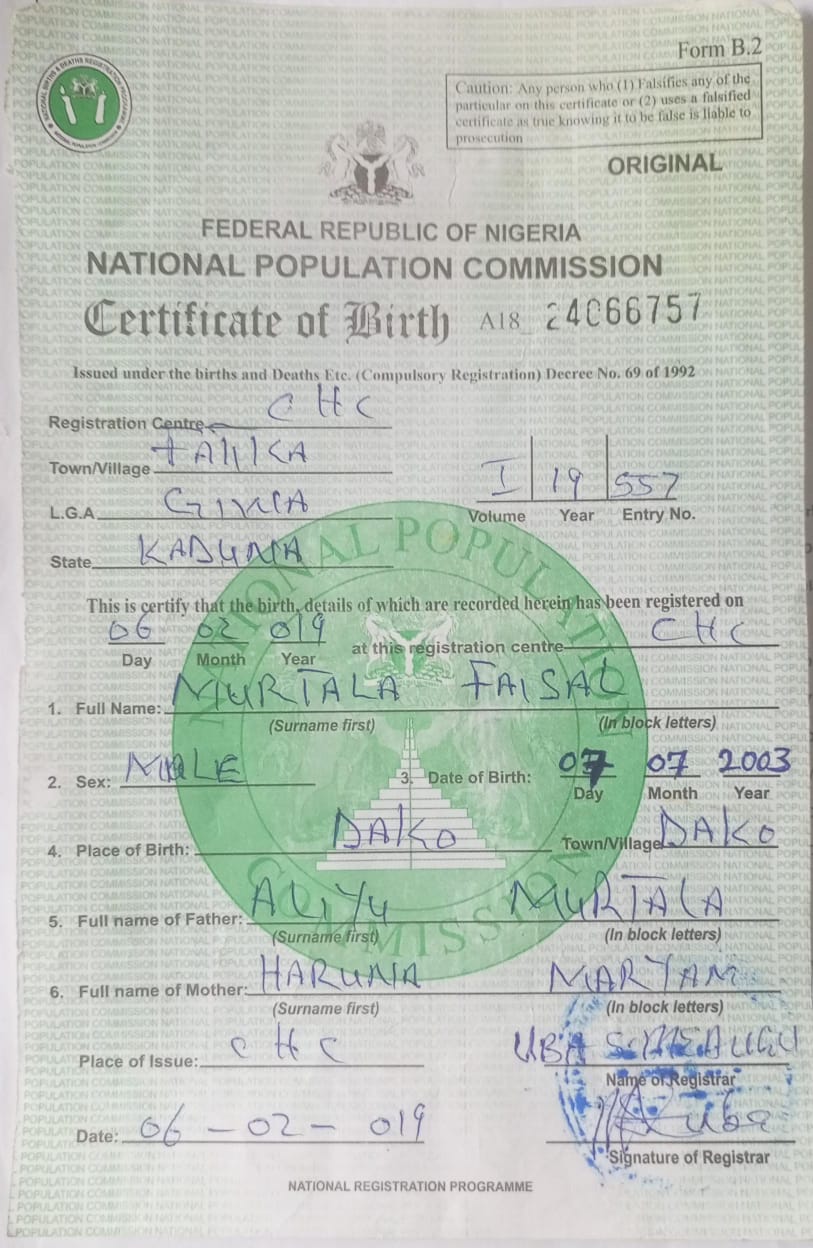 Form B.2
Caution: Any person who (1) Falsifies any of the
particular on this certificate or (2) uses a falsified
certificate as true knowing it to be false is liable to
prosecution
ORIGINAL
FEDERAL REPUBLIC OF NIGERIA
NATIONAL POPULATION COMMISSION
Certificate of Birth A18 24066757
Issued under the births and Deaths Etc. (Compulsory Registration) Decree No. 69 of 1992
Registration Centre CHC
Town/Village
L.G.A GIWA
I 19 557
Volume Year Entry No.
State KADUNA
This is certify that the birth, details of which are recorded herein has been registered on
06 02 019 at this registration centre CHC
Day Month Year
1. Full Name: MURTALA FAISAL
(Surname first) (In block letters)
2. Sex: MALE 3. Date of Birth: 07 07 2003
Day Month Year
4. Place of Birth: DAKO Town/Village DAKO
5. Full name of Father: ALIYU MURTALA
(Surname first) (In block letters)
6. Full name of Mother: HARUNA MARYAM
(Surname first) (In block letters)
Place of Issue: CHC UBA
Name of Registrar
Date: 06-02-019
Signature of Registrar
NATIONAL REGISTRATION PROGRAMME
NATIONAL POPULATION COMMISSION